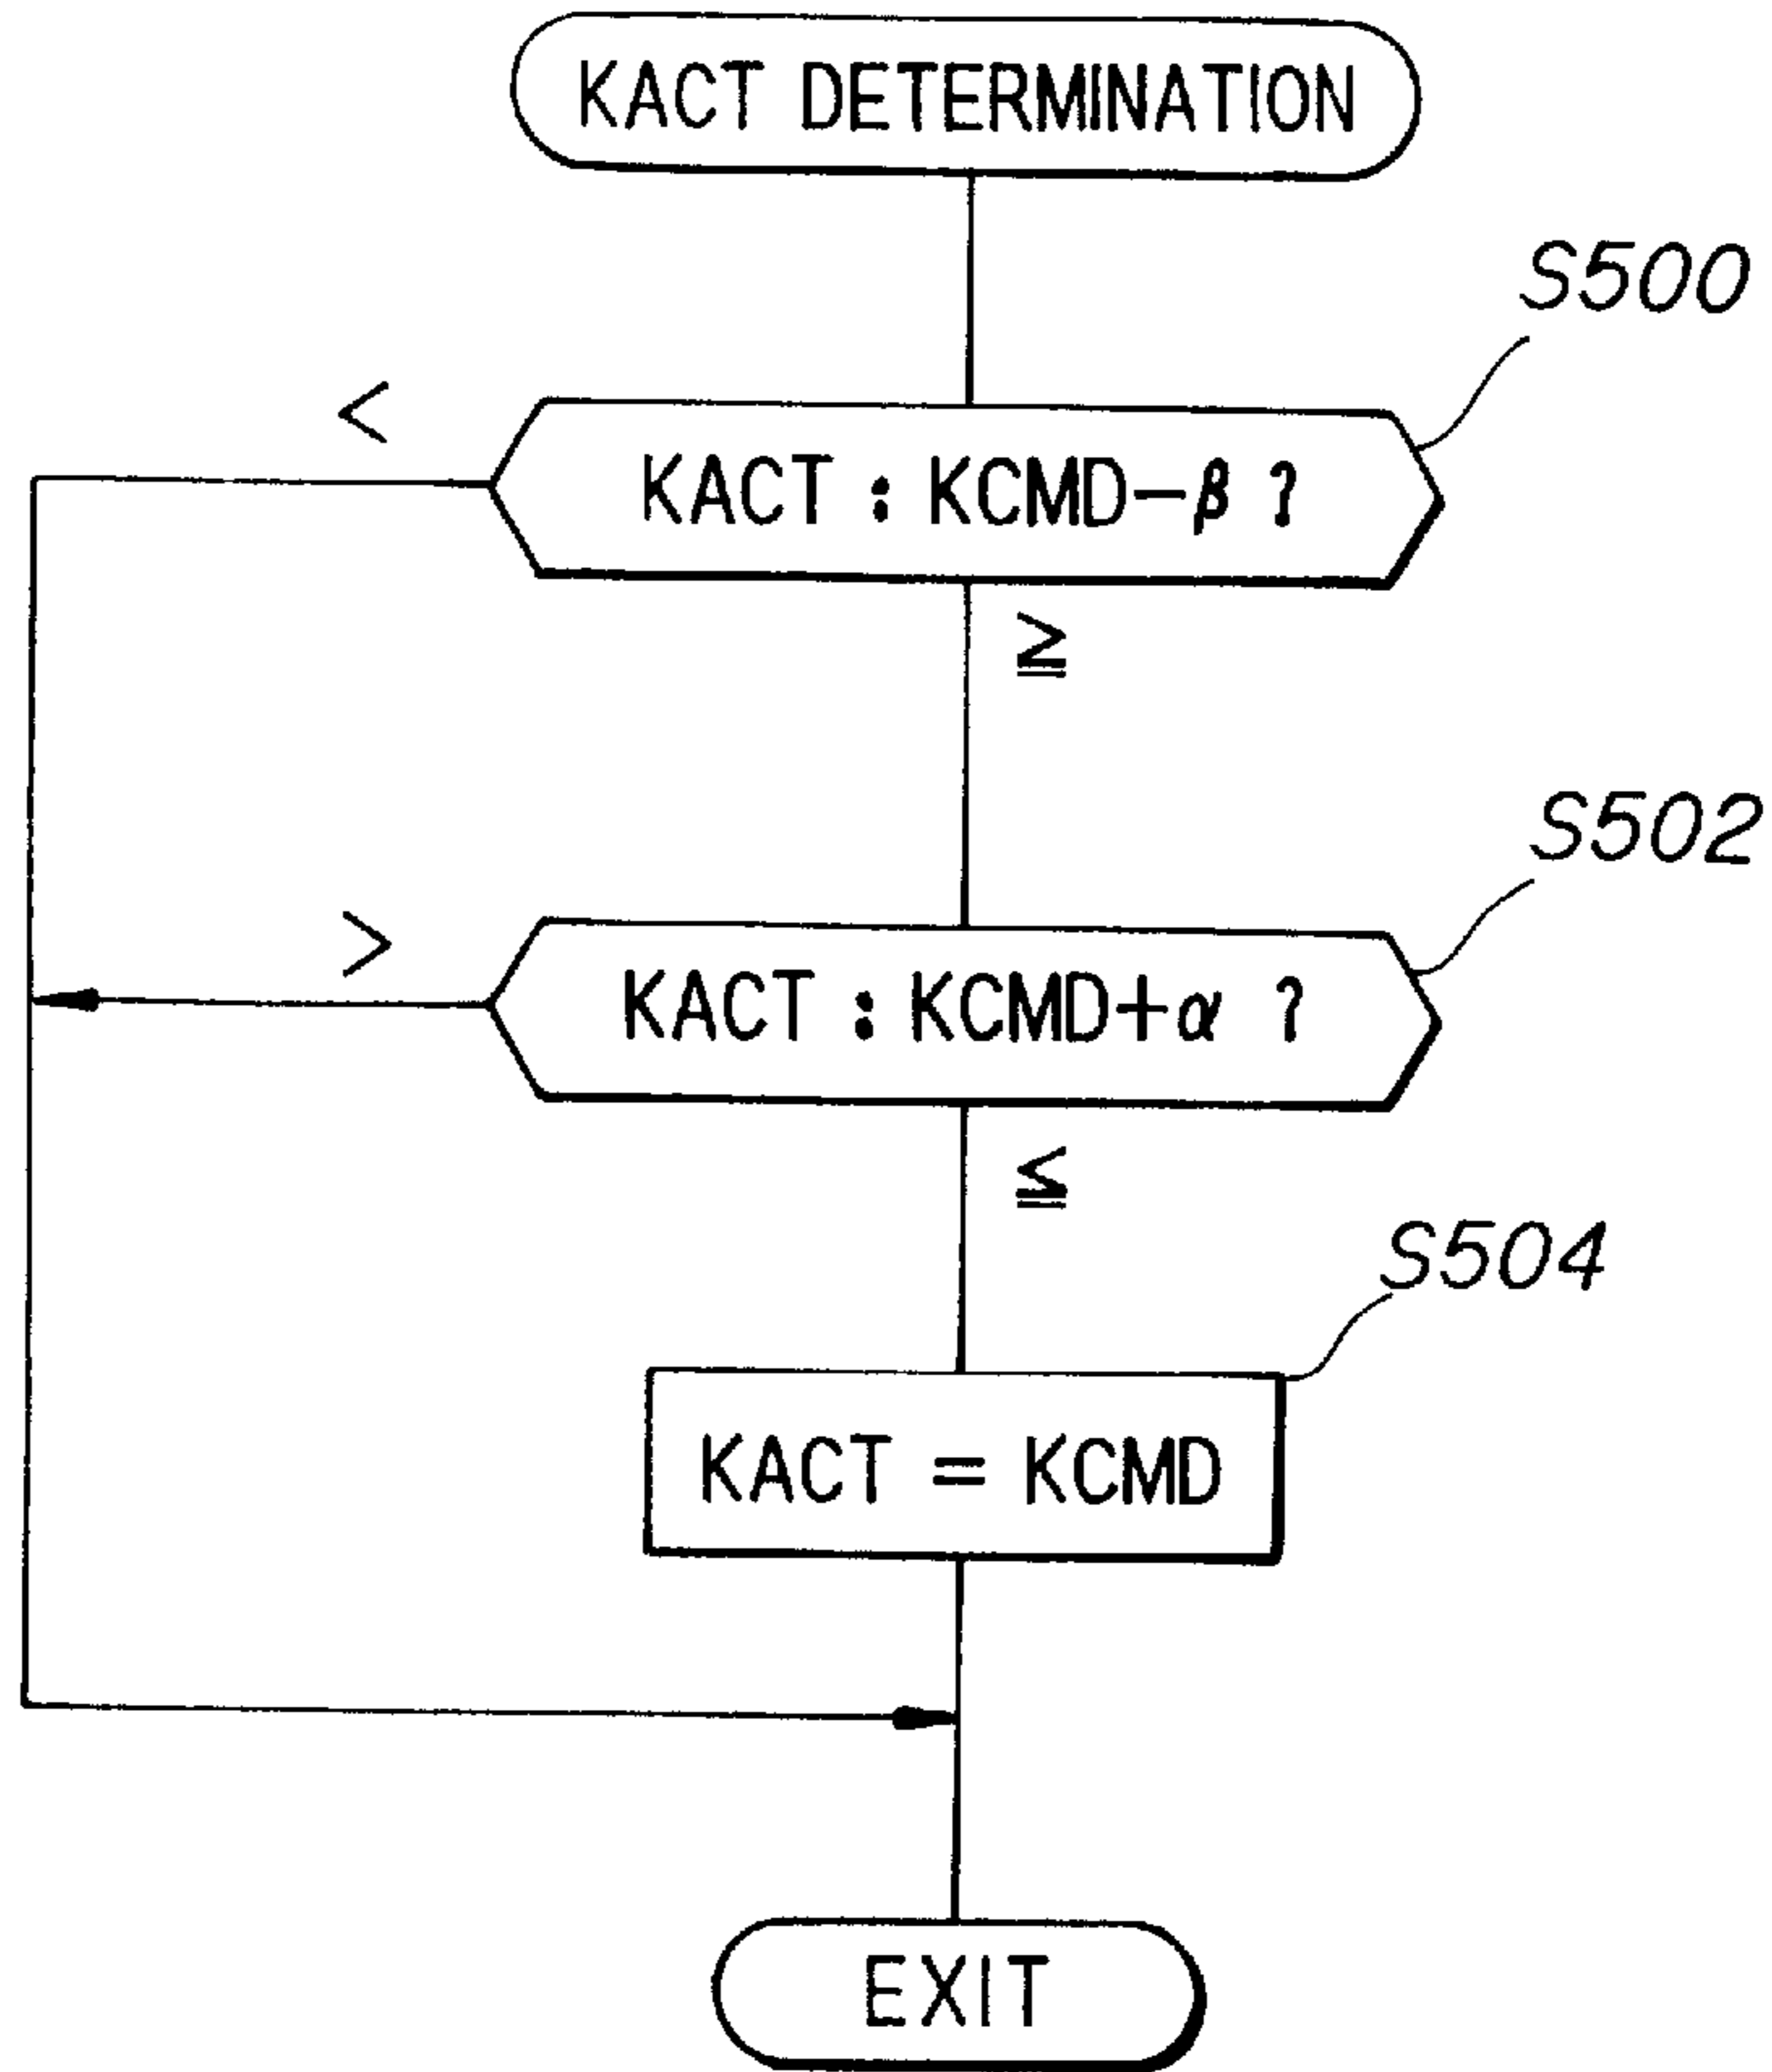 KACT DETERMINATION
S500
<
KACT : KCMD-β ?
≧
S502
>
KACT : KCMD+α ?
≦
S504
KACT = KCMD
EXIT